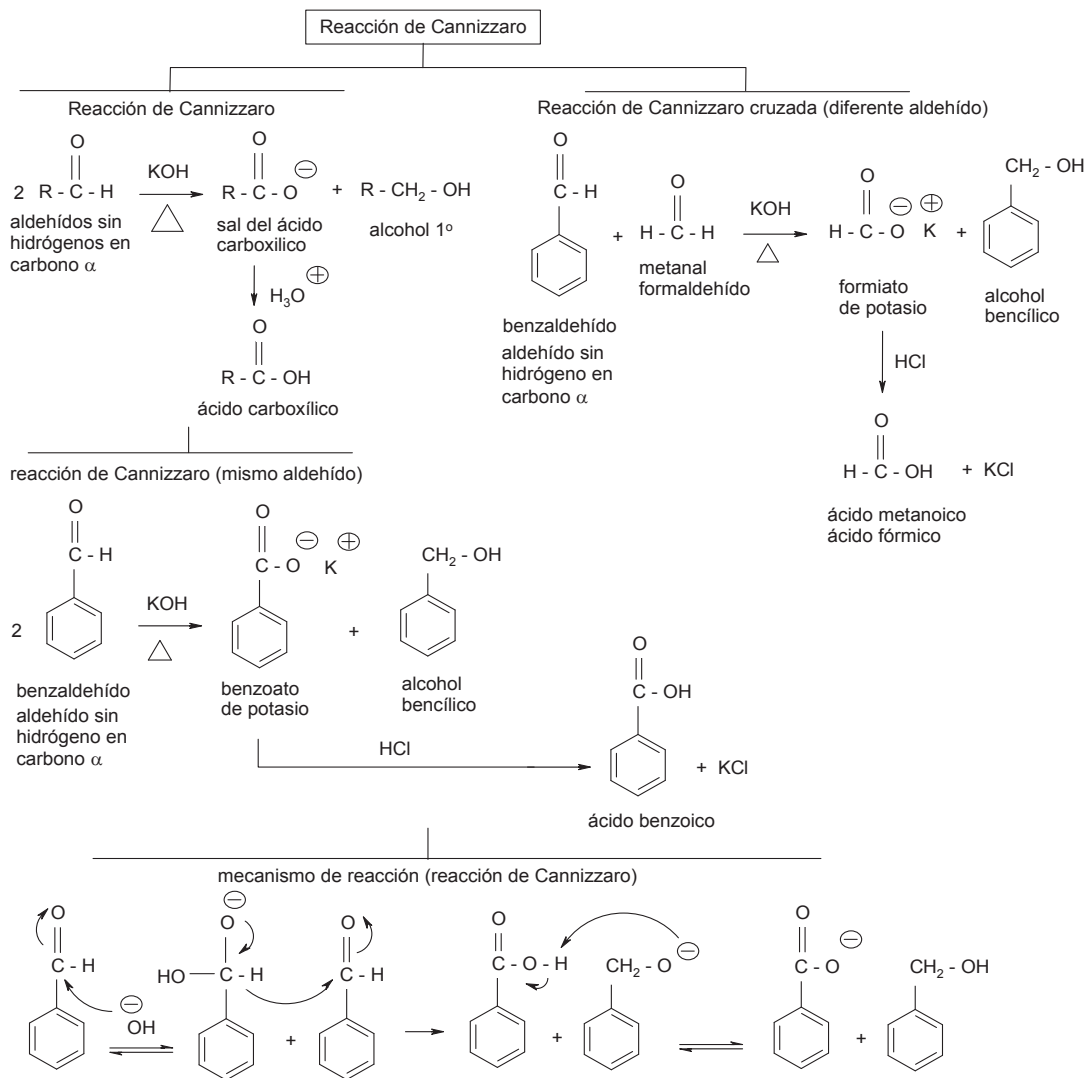 Reacción de Cannizzaro
Reacción de Cannizzaro
O
2 R - C - H
KOH
aldehídos sin
hidrógenos en
carbono α
O
R - C - O
sal del ácido
carboxilico
+ R - CH2 - OH
alcohol 1º
H3O
O
R - C - OH
ácido carboxílico
Reacción de Cannizzaro cruzada (diferente aldehído)
O
C - H
benzaldehído
aldehído sin
hidrógeno en
carbono α
+
O
H - C - H
metanal
formaldehído
KOH
O
H - C - O K
formiato
de potasio
+
CH2 - OH
alcohol
bencílico
HCl
O
H - C - OH + KCl
ácido metanoico
ácido fórmico
reacción de Cannizzaro (mismo aldehído)
O
C - H
2
benzaldehído
aldehído sin
hidrógeno en
carbono α
KOH
O
C - O K
benzoato
de potasio
+
CH2 - OH
alcohol
bencílico
HCl
O
C - OH
+ KCl
ácido benzoico
mecanismo de reacción (reacción de Cannizzaro)
O
C - H
OH
O
HO C - H
+
O
C - H
O
C - O - H
+
CH2 - O
O
C - O
+
CH2 - OH